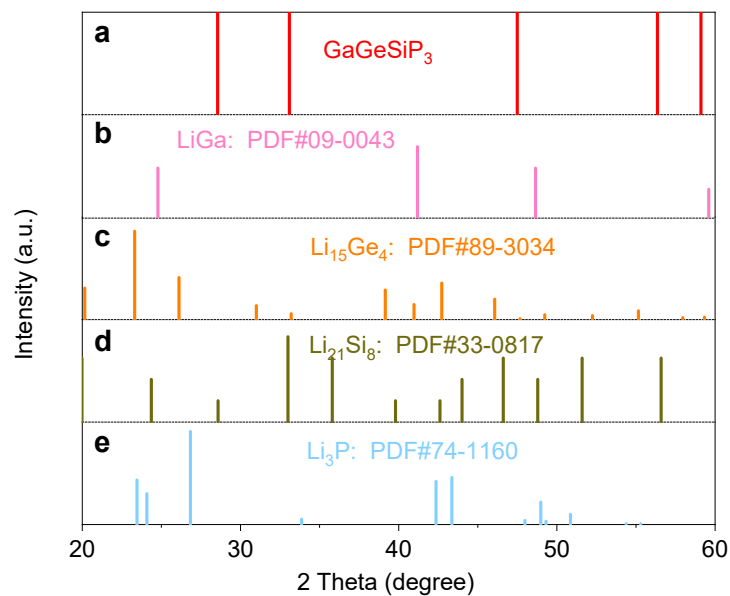 a
GaGeSiP₃
b
LiGa: PDF#09-0043
c
Li₁₅Ge₄: PDF#89-3034
d
Li₂₁Si₈: PDF#33-0817
e
Li₃P: PDF#74-1160
Intensity (a.u.)
20 30 40 50 60
2 Theta (degree)